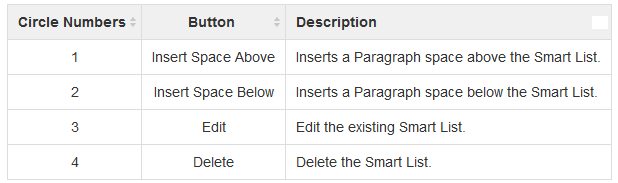 Circle Numbers Button Description
1 Insert Space Above Inserts a Paragraph space above the Smart List.
2 Insert Space Below Inserts a Paragraph space below the Smart List.
3 Edit Edit the existing Smart List.
4 Delete Delete the Smart List.